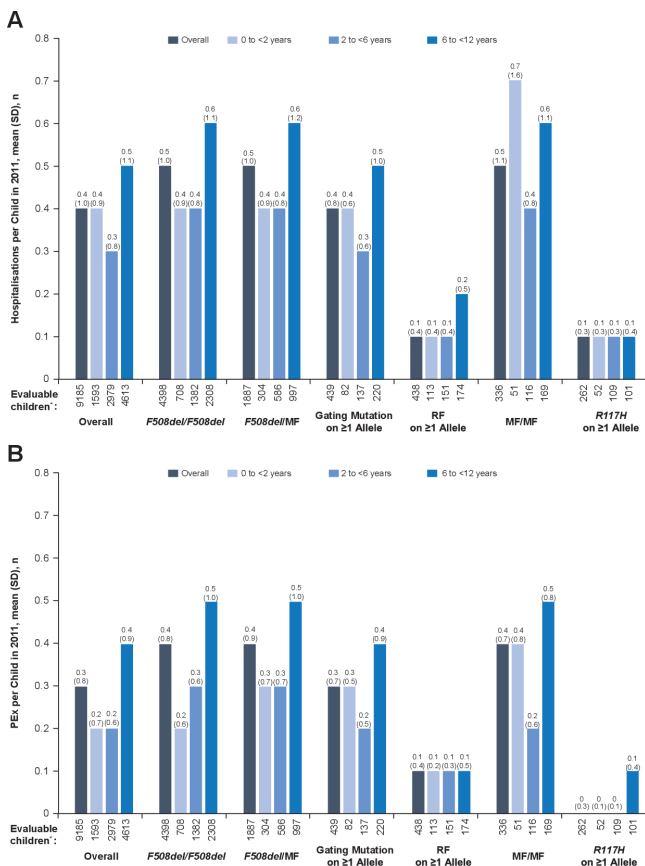 A
Hospitalisations per Child in 2011, mean (SD), n
Overall 0 to <2 years 2 to <6 years 6 to <12 years
0.8
0.7
0.6
0.5
0.4
0.3
0.2
0.1
0
0.4 (1.0) 0.4 (0.9) 0.3 (0.8) 0.5 (1.1)
0.5 (1.0) 0.4 (0.9) 0.4 (0.8) 0.6 (1.1)
0.5 (1.0) 0.4 (0.9) 0.4 (0.8) 0.6 (1.2)
0.4 (0.8) 0.4 (0.6) 0.3 (0.6) 0.5 (1.0)
0.1 (0.4) 0.1 (0.4) 0.1 (0.4) 0.2 (0.5)
0.5 (1.1) 0.7 (1.6) 0.4 (0.8) 0.6 (1.1)
0.1 (0.3) 0.1 (0.3) 0.1 (0.3) 0.1 (0.4)
Evaluable
children*:
9185 1593 2979 4613 4398 708 1382 2308 1887 304 586 997 439 82 137 220 438 113 151 174 336 51 116 169 262 52 109 101
Overall F508del/F508del F508del/MF Gating Mutation RF MF/MF R117H
on ≥1 Allele on ≥1 Allele on ≥1 Allele
B
PEx per Child in 2011, mean (SD), n
Overall 0 to <2 years 2 to <6 years 6 to <12 years
0.8
0.7
0.6
0.5
0.4
0.3
0.2
0.1
0
0.3 (0.8) 0.2 (0.7) 0.2 (0.6) 0.4 (0.9)
0.4 (0.8) 0.2 (0.6) 0.3 (0.6) 0.5 (1.0)
0.4 (0.9) 0.3 (0.7) 0.3 (0.7) 0.5 (1.0)
0.3 (0.7) 0.3 (0.5) 0.2 (0.5) 0.4 (0.9)
0.1 (0.4) 0.1 (0.2) 0.1 (0.3) 0.1 (0.5)
0.4 (0.7) 0.4 (0.8) 0.2 (0.6) 0.5 (0.8)
0 (0.3) 0 (0.1) 0 (0.1) 0.1 (0.4)
Evaluable
children*:
9185 1593 2979 4613 4398 708 1382 2308 1887 304 586 997 439 82 137 220 438 113 151 174 336 51 116 169 262 52 109 101
Overall F508del/F508del F508del/MF Gating Mutation RF MF/MF R117H
on ≥1 Allele on ≥1 Allele on ≥1 Allele